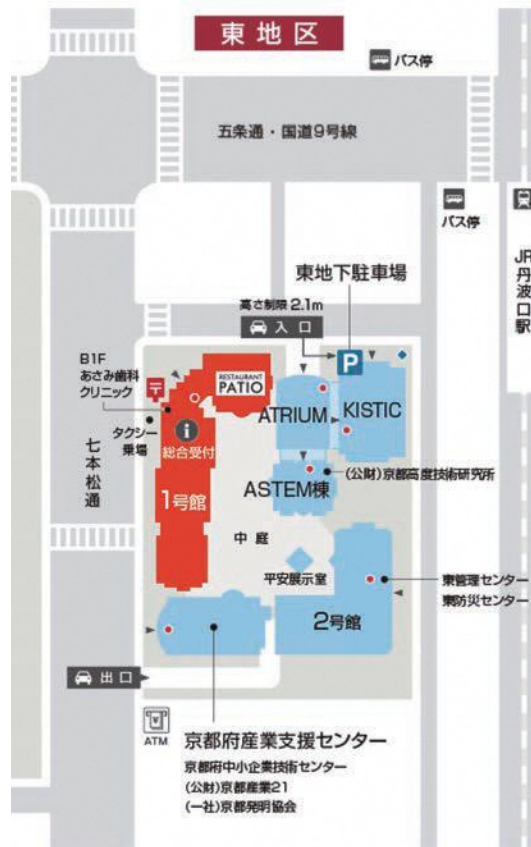 東地区
バス停
五条通・国道9号線
バス停
JR丹波口駅
東地下駐車場
高さ制限 2.1m
入口
P
B1F
あさみ歯科
クリニック
RESTAURANT
PATIO
ATRIUM
KISTIC
タクシー
乗場
i
総合受付
七本松通
1号館
ASTEM棟
(公財)京都高度技術研究所
中庭
平安展示室
東管理センター
東防災センター
2号館
出口
ATM
京都府産業支援センター
京都府中小企業技術センター
(公財)京都産業21
(一社)京都発明協会